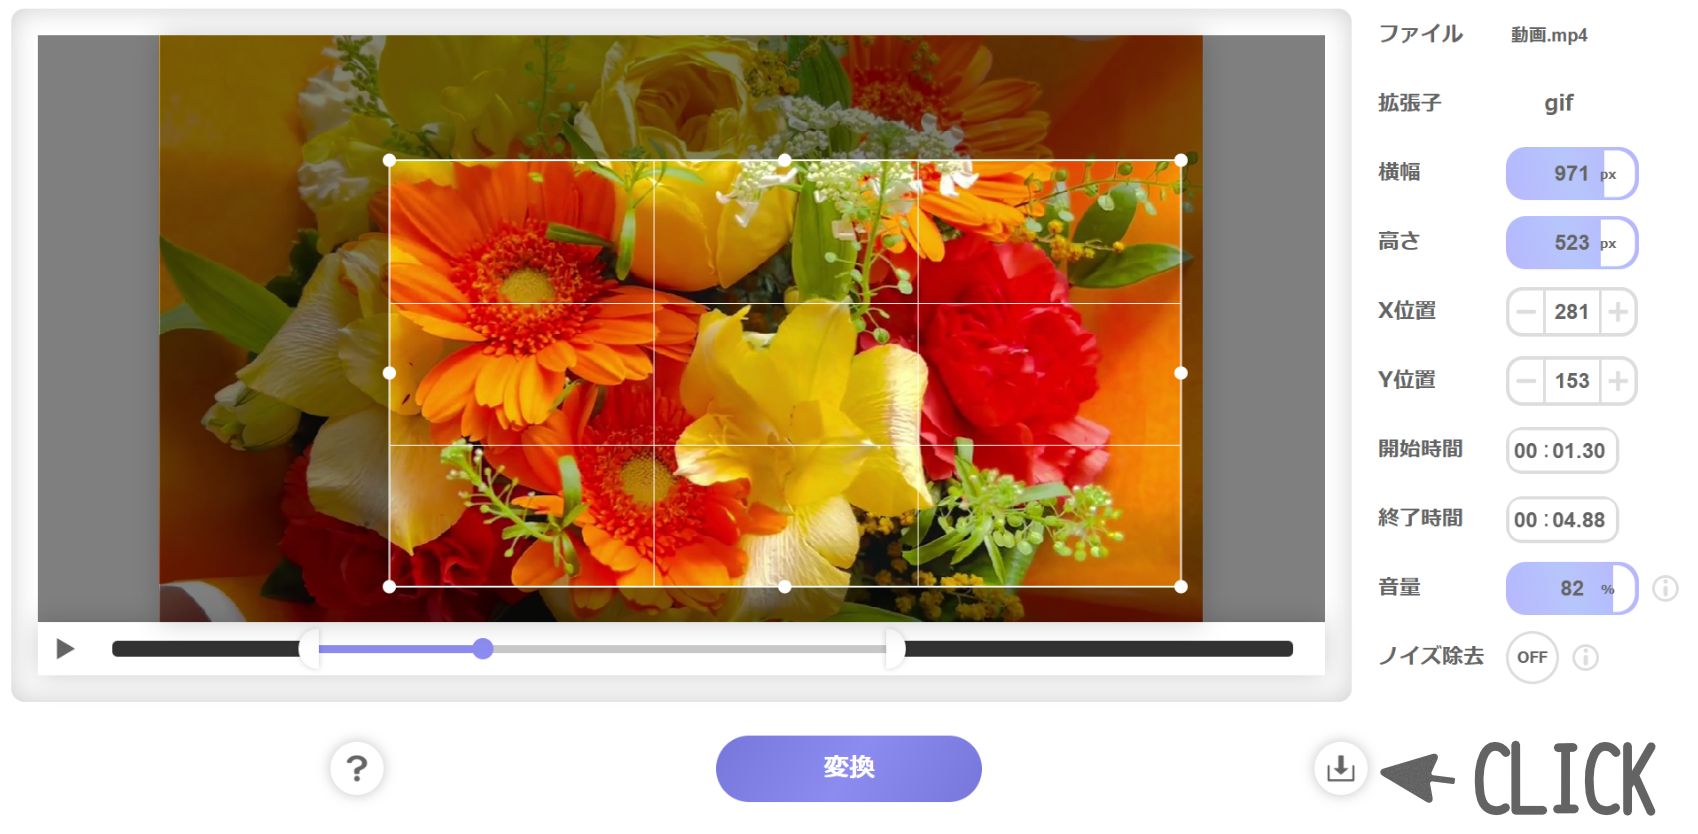 ファイル 動画.mp4
拡張子 gif
横幅 971 px
高さ 523 px
X位置 − 281 +
Y位置 − 153 +
開始時間 00 : 01.30
終了時間 00 : 04.88
音量 82 % i
ノイズ除去 OFF i
? 変換 CLICK